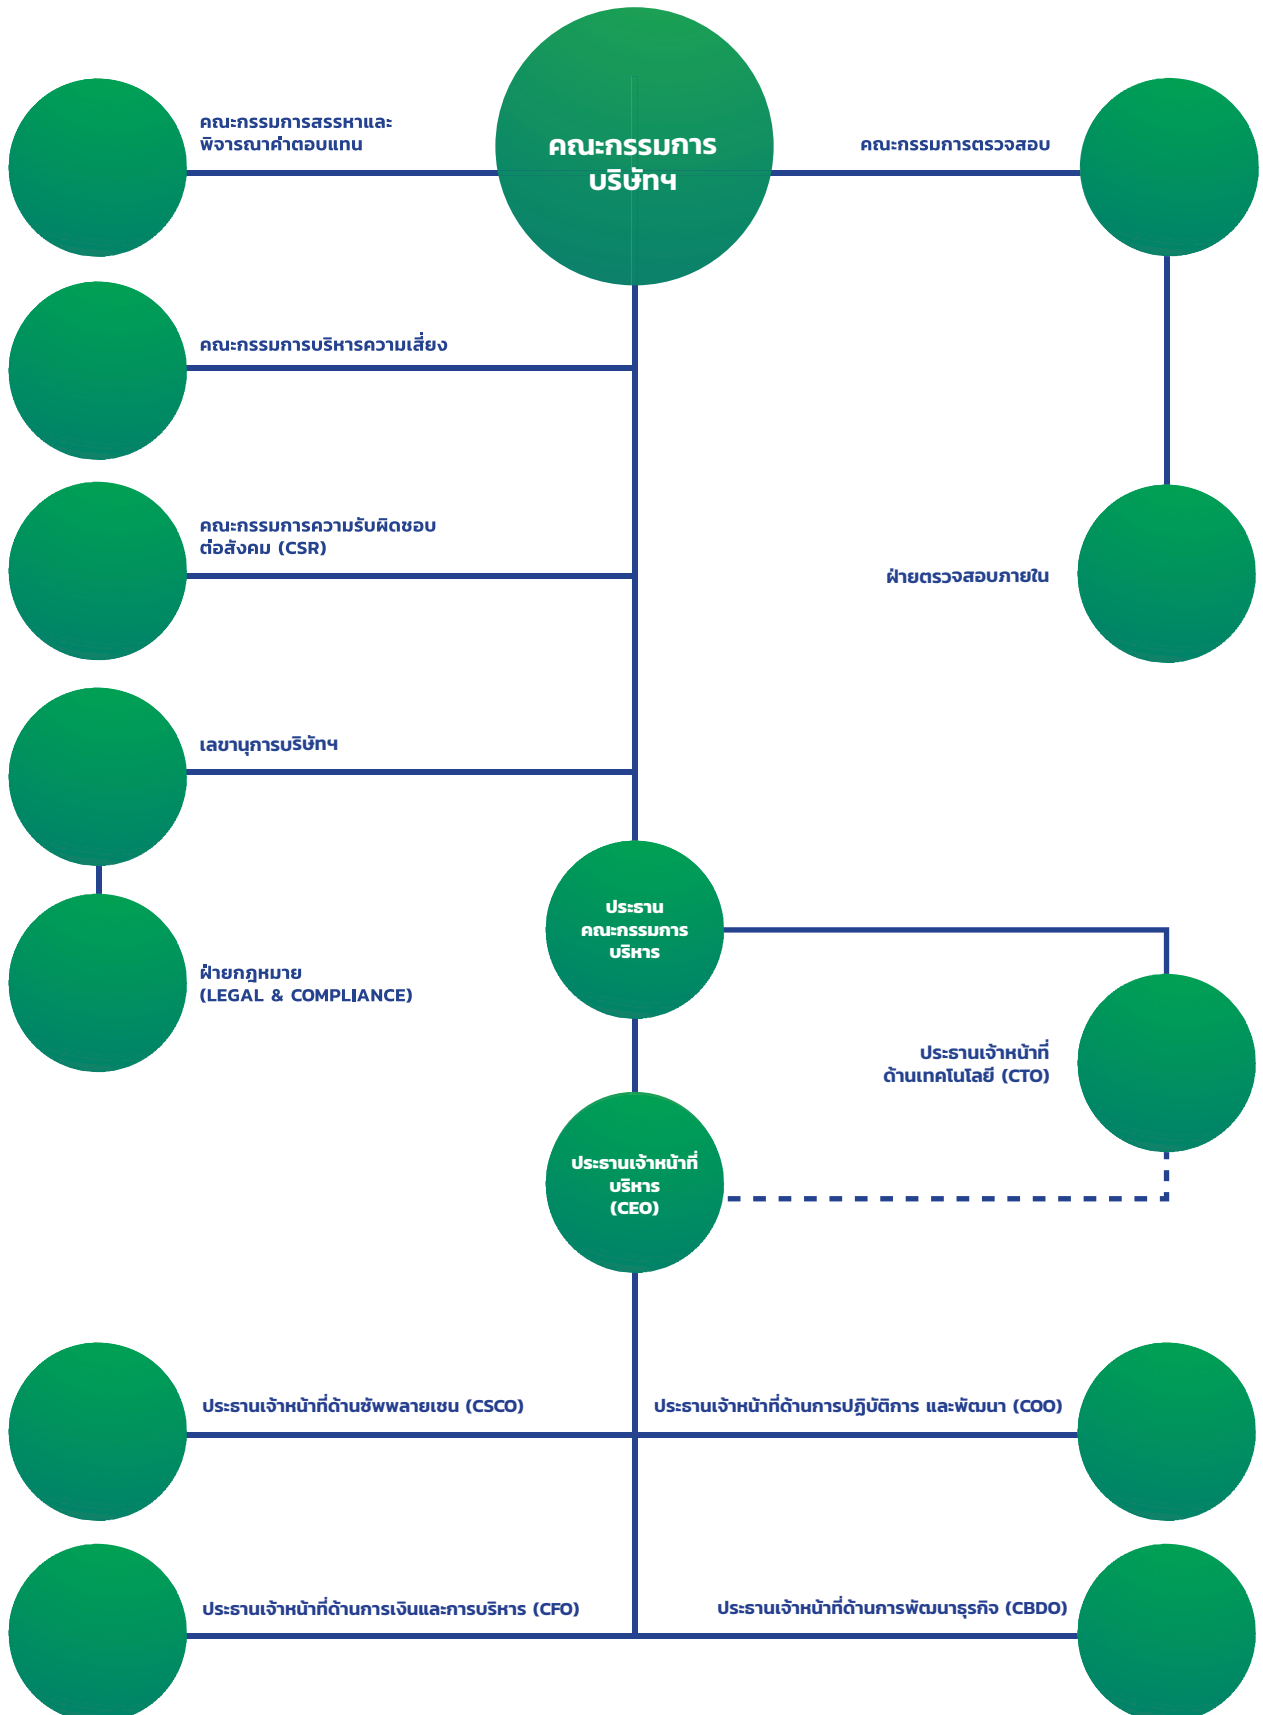 คณะกรรมการสรรหาและ
พิจารณาค่าตอบแทน
คณะกรรมการ
บริษัทฯ
คณะกรรมการตรวจสอบ
คณะกรรมการบริหารความเสี่ยง
คณะกรรมการความรับผิดชอบ
ต่อสังคม (CSR)
ฝ่ายตรวจสอบภายใน
เลขานุการบริษัทฯ
ประธาน
คณะกรรมการ
บริหาร
ฝ่ายกฎหมาย
(LEGAL & COMPLIANCE)
ประธานเจ้าหน้าที่
ด้านเทคโนโลยี (CTO)
ประธานเจ้าหน้าที่
บริหาร
(CEO)
ประธานเจ้าหน้าที่ด้านซัพพลายเชน (CSCO)
ประธานเจ้าหน้าที่ด้านการปฏิบัติการ และพัฒนา (COO)
ประธานเจ้าหน้าที่ด้านการเงินและการบริหาร (CFO)
ประธานเจ้าหน้าที่ด้านการพัฒนาธุรกิจ (CBDO)